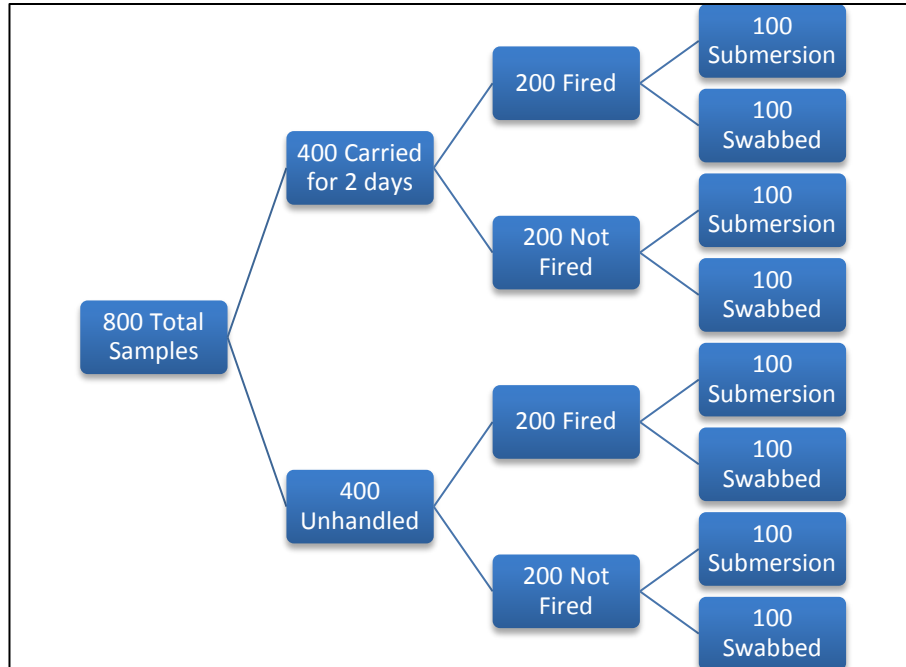 800 Total
Samples
400 Carried
for 2 days
400
Unhandled
200 Fired
200 Not
Fired
200 Fired
200 Not
Fired
100
Submersion
100
Swabbed
100
Submersion
100
Swabbed
100
Submersion
100
Swabbed
100
Submersion
100
Swabbed